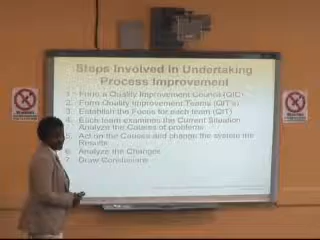 Steps Involved in Undertaking
Process Improvement
1. Form a Quality Improvement Council (QIC)
2. Form Quality Improvement Teams (QIT's)
3. Establish the Focus for each team (QIT)
4. Each team examines the Current Situation
Analyze the Causes of problems
5. Act on the Causes and change the system the
Results
6. Analyze the Changes
7. Draw Conclusions